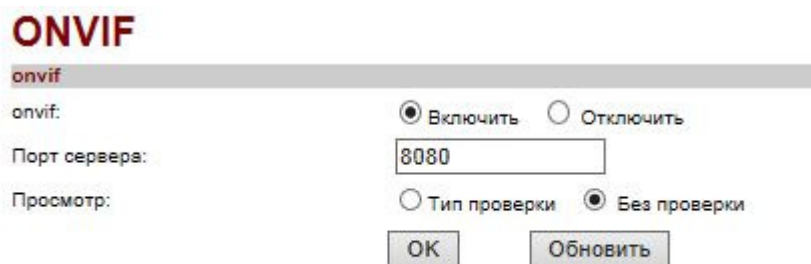 ONVIF
onvif
onvif: Включить Отключить
Порт сервера: 8080
Просмотр: Тип проверки Без проверки
OK Обновить